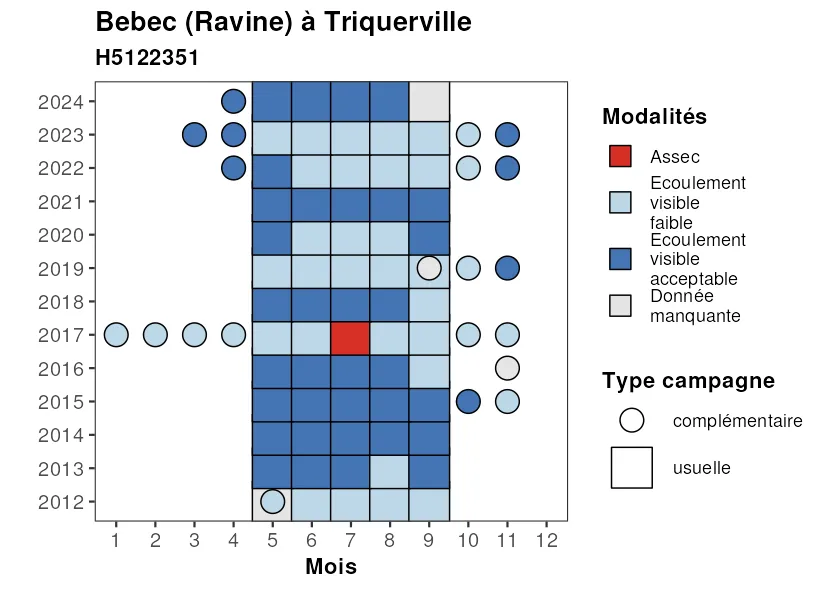 Bebec (Ravine) à Triquerville
H5122351
2024
2023
2022
2021
2020
2019
2018
2017
2016
2015
2014
2013
2012
1 2 3 4 5 6 7 8 9 10 11 12
Mois
Modalités
Assec
Ecoulement
visible
faible
Ecoulement
visible
acceptable
Donnée
manquante
Type campagne
complémentaire
usuelle